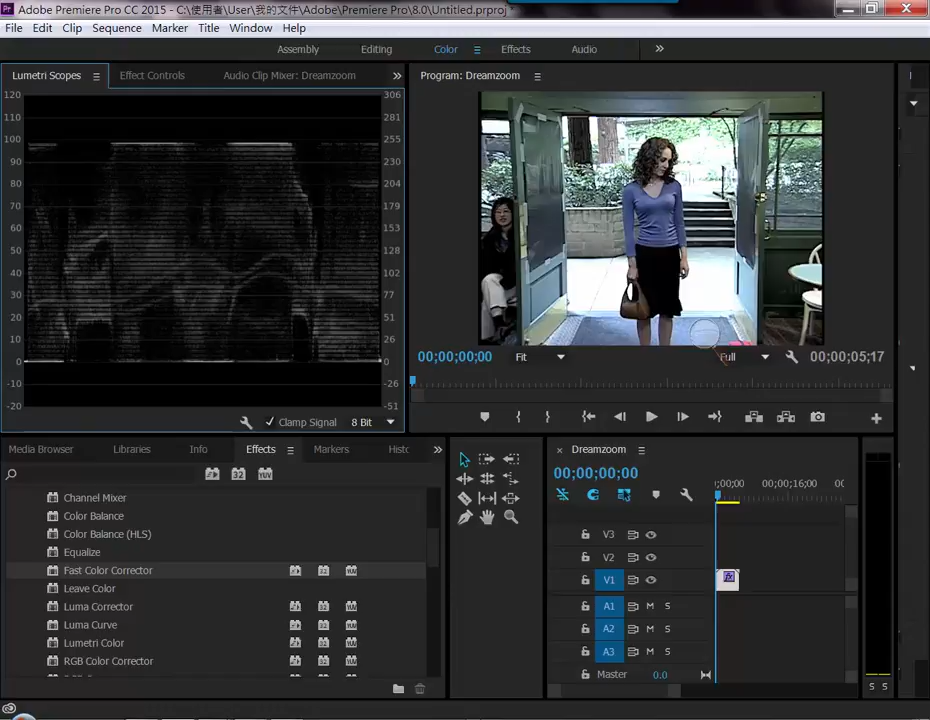 Adobe Premiere Pro CC 2015 - C:\使用者\User\我的文件\Adobe\Premiere Pro\8.0\Untitled.prproj *
File Edit Clip Sequence Marker Title Window Help
Assembly Editing Color Effects Audio
Lumetri Scopes Effect Controls Audio Clip Mixer: Dreamzoom
Program: Dreamzoom
120 306
110 281
100 255
90 230
80 204
70 179
60 153
50 128
40 102
30 77
20 51
10 26
0 0
-10 -26
-20 -51
Clamp Signal 8 Bit
00;00;00;00 Fit Full 00;00;05;17
Media Browser Libraries Info Effects Markers Histc
Channel Mixer
Color Balance
Color Balance (HLS)
Equalize
Fast Color Corrector
Leave Color
Luma Corrector
Luma Curve
Lumetri Color
RGB Color Corrector
× Dreamzoom
00;00;00;00
;00;00 00;00;16;00 00
V3
V2
V1
A1 M S
A2 M S
A3 M S
Master 0.0
S S